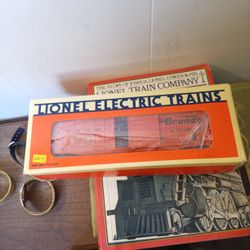 THE STORY OF JOSHUA LIONEL COWEN & HIS
LIONEL TRAIN COMPANY
LIONEL ELECTRIC TRAINS
Grande